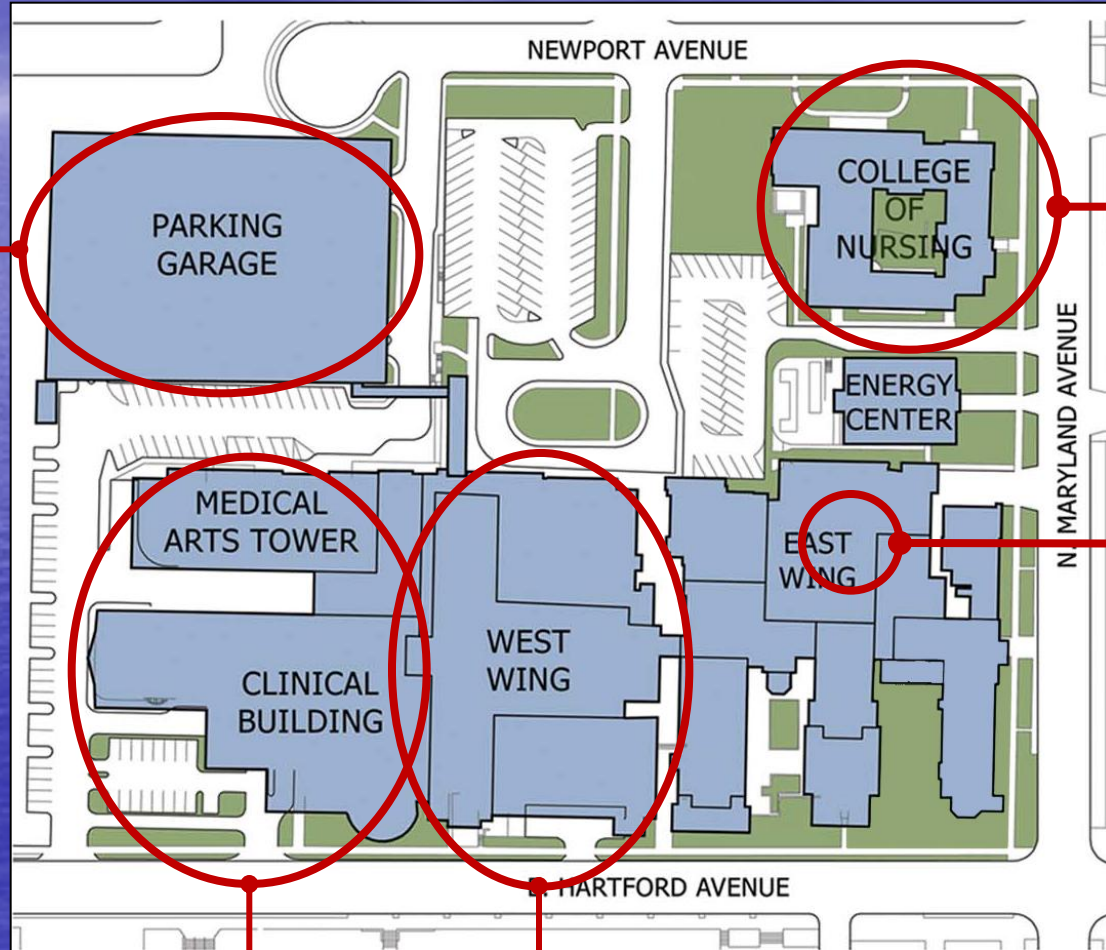 NEWPORT AVENUE
COLLEGE
OF
NURSING
PARKING
GARAGE
N. MARYLAND AVENUE
ENERGY
CENTER
MEDICAL
ARTS TOWER
EAST
WING
WEST
WING
CLINICAL
BUILDING
E. HARTFORD AVENUE